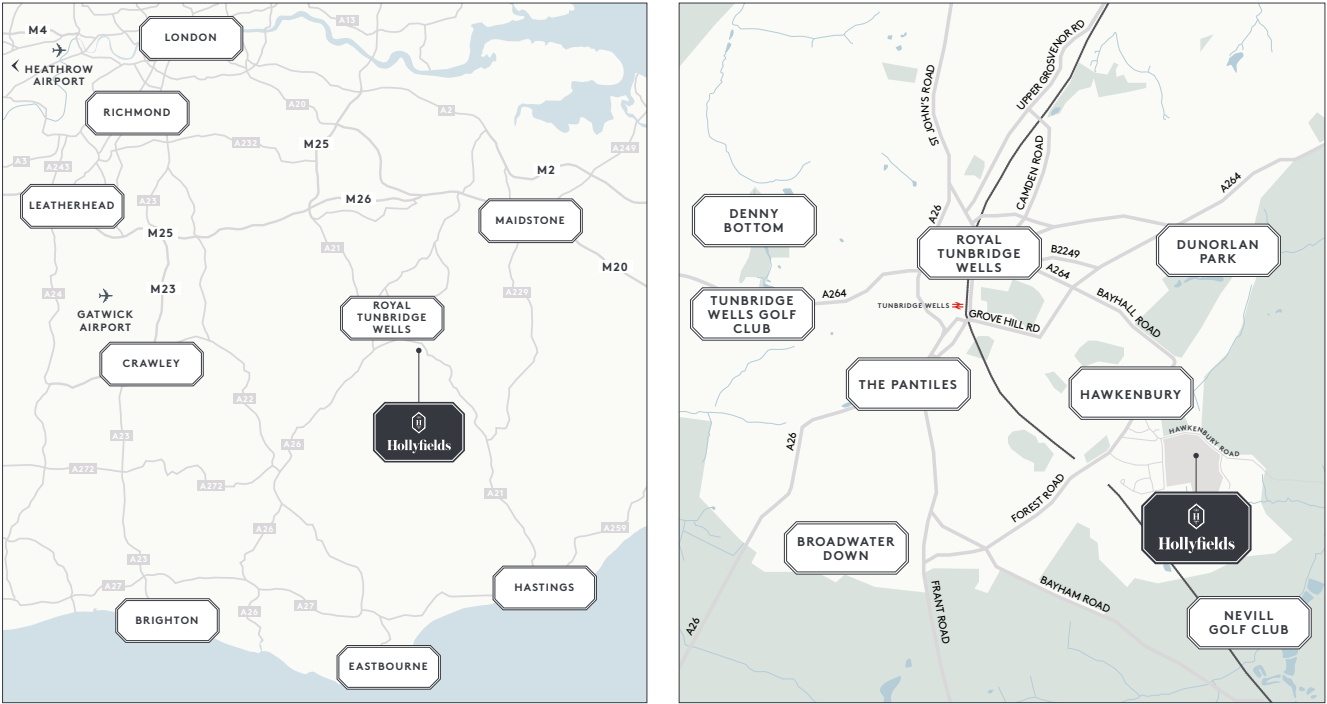 M4
A13
LONDON
HEATHROW
AIRPORT
RICHMOND
A20
A2
A232
M25
A249
A3
A243
M2
LEATHERHEAD
A23
M26
MAIDSTONE
M25
A21
M20
M23
A24
A229
GATWICK
AIRPORT
ROYAL
TUNBRIDGE
WELLS
CRAWLEY
A22
Hollyfields
A23
A26
A272
A272
A21
A26
A259
A23
A27
HASTINGS
A26
A27
BRIGHTON
EASTBOURNE
UPPER GROSVENOR RD
ST JOHN'S ROAD
CAMDEN ROAD
A264
A26
DENNY
BOTTOM
ROYAL
TUNBRIDGE
WELLS
B2249
A264
DUNORLAN
PARK
TUNBRIDGE
WELLS GOLF
CLUB
A264
TUNBRIDGE WELLS
GROVE HILL RD
BAYHALL ROAD
THE PANTILES
HAWKENBURY
A26
HAWKENBURY ROAD
FOREST ROAD
Hollyfields
BROADWATER
DOWN
BAYHAM ROAD
FRANT ROAD
A26
NEVILL
GOLF CLUB